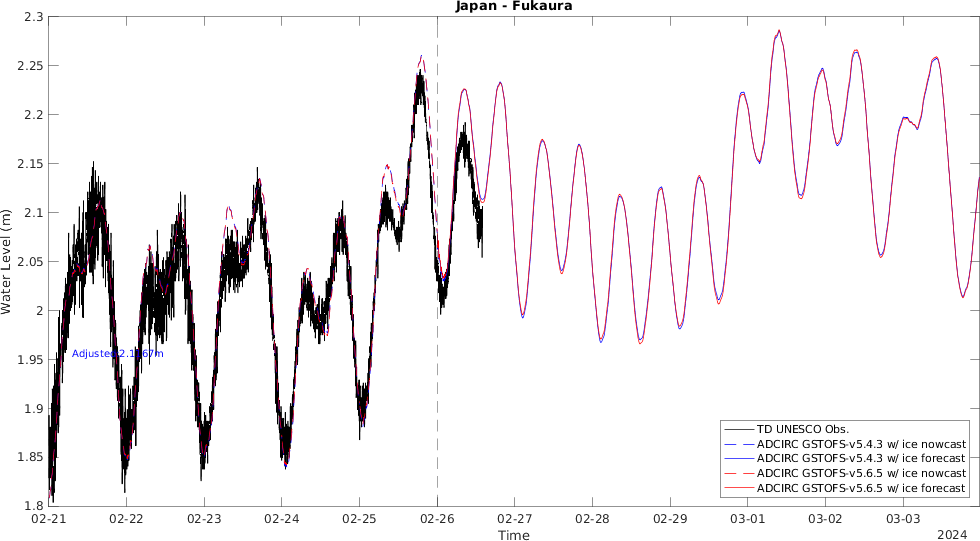 Japan - Fukaura
2.3
2.25
2.2
2.15
2.1
2.05
2
1.95
1.9
1.85
1.8
Water Level (m)
02-21 02-22 02-23 02-24 02-25 02-26 02-27 02-28 02-29 03-01 03-02 03-03
Time
2024
TD UNESCO Obs.
ADCIRC GSTOFS-v5.4.3 w/ ice nowcast
ADCIRC GSTOFS-v5.4.3 w/ ice forecast
ADCIRC GSTOFS-v5.6.5 w/ ice nowcast
ADCIRC GSTOFS-v5.6.5 w/ ice forecast